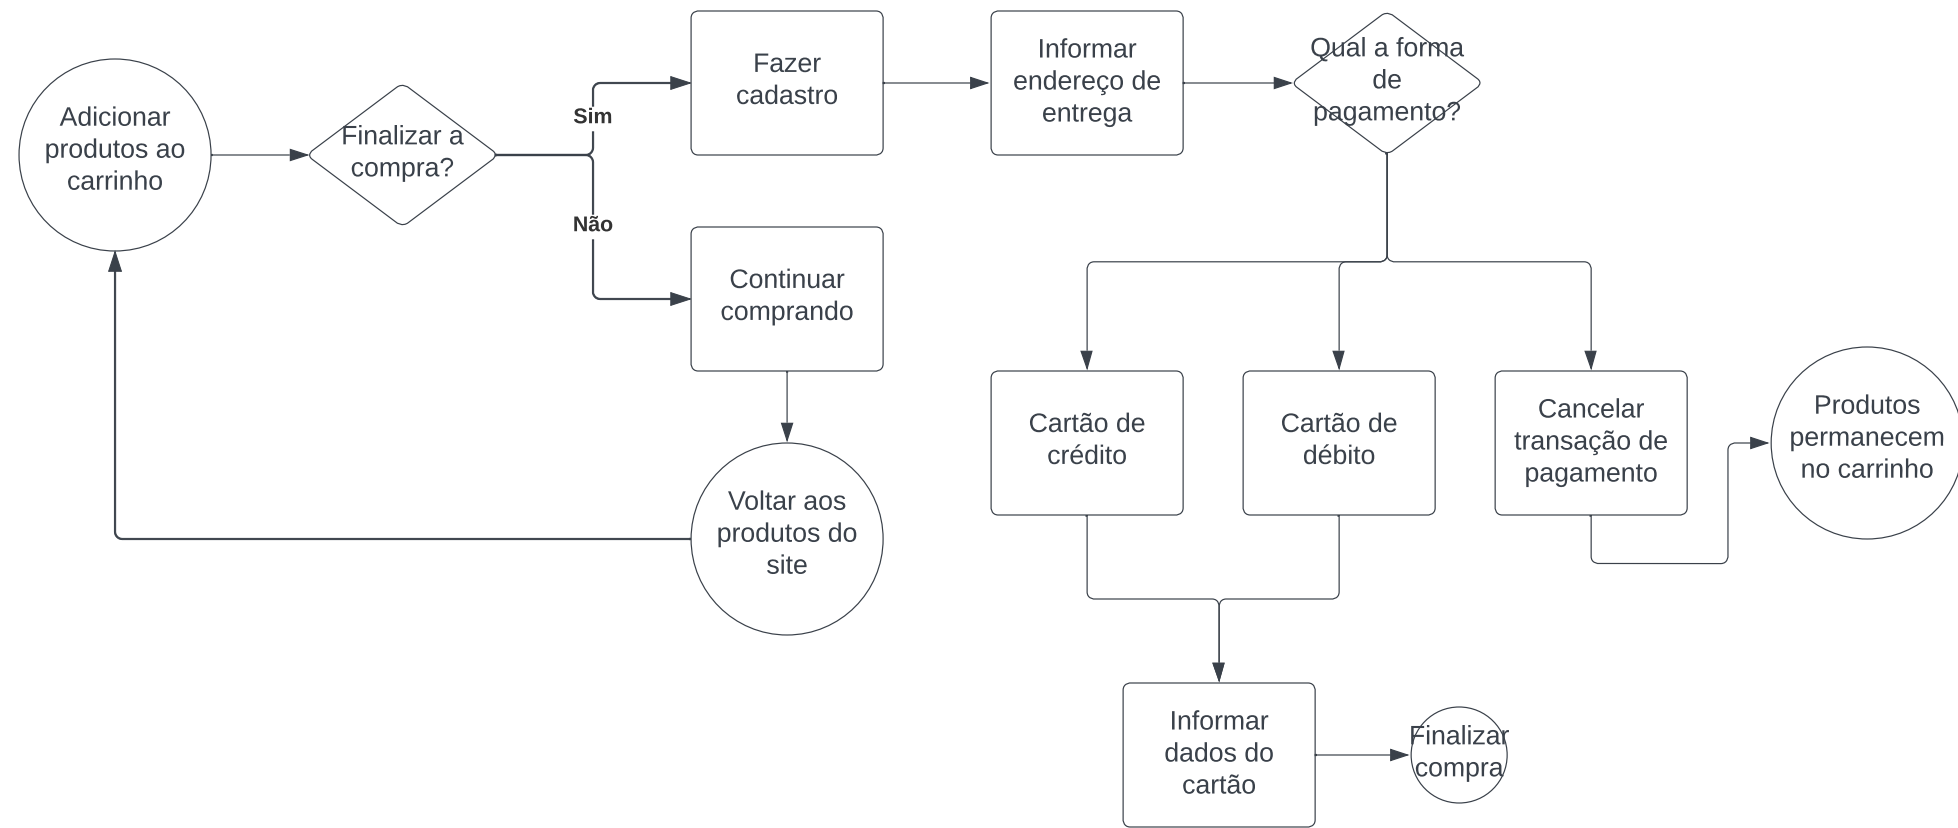 Adicionar
produtos ao
carrinho
Finalizar a
compra?
Sim
Não
Fazer
cadastro
Informar
endereço de
entrega
Qual a forma
de
pagamento?
Continuar
comprando
Voltar aos
produtos do
site
Cartão de
crédito
Cartão de
débito
Cancelar
transação de
pagamento
Produtos
permanecem
no carrinho
Informar
dados do
cartão
Finalizar
compra